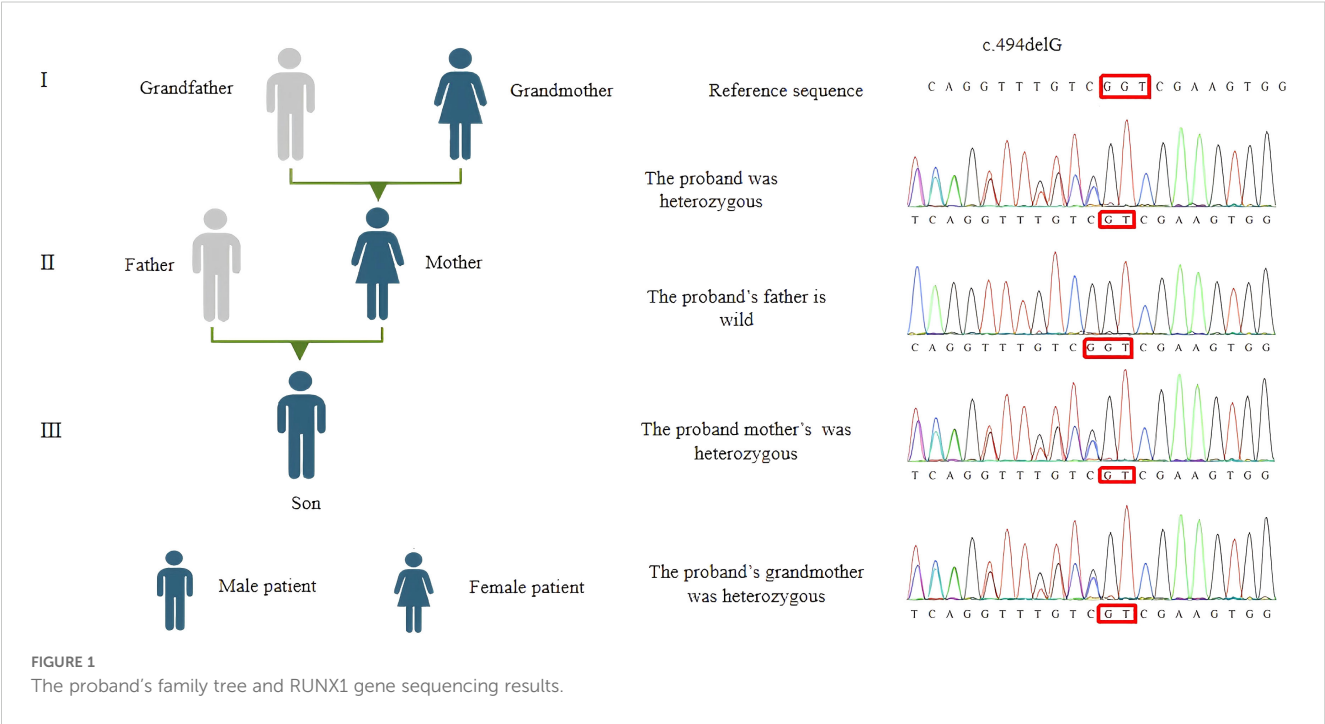 I
Grandfather
Grandmother
II
Father
Mother
III
Son
Male patient
Female patient
c.494delG
Reference sequence
C A G G T T T G T C G G T C G A A G T G G
The proband was
heterozygous
T C A G G T T T G T C G T C G A A G T G G
The proband's father is
wild
C A G G T T T G T C G G T C G A A G T G G
The proband mother's was
heterozygous
T C A G G T T T G T C G T C G A A G T G G
The proband's grandmother
was heterozygous
T C A G G T T T G T C G T C G A A G T G G
FIGURE 1
The proband's family tree and RUNX1 gene sequencing results.